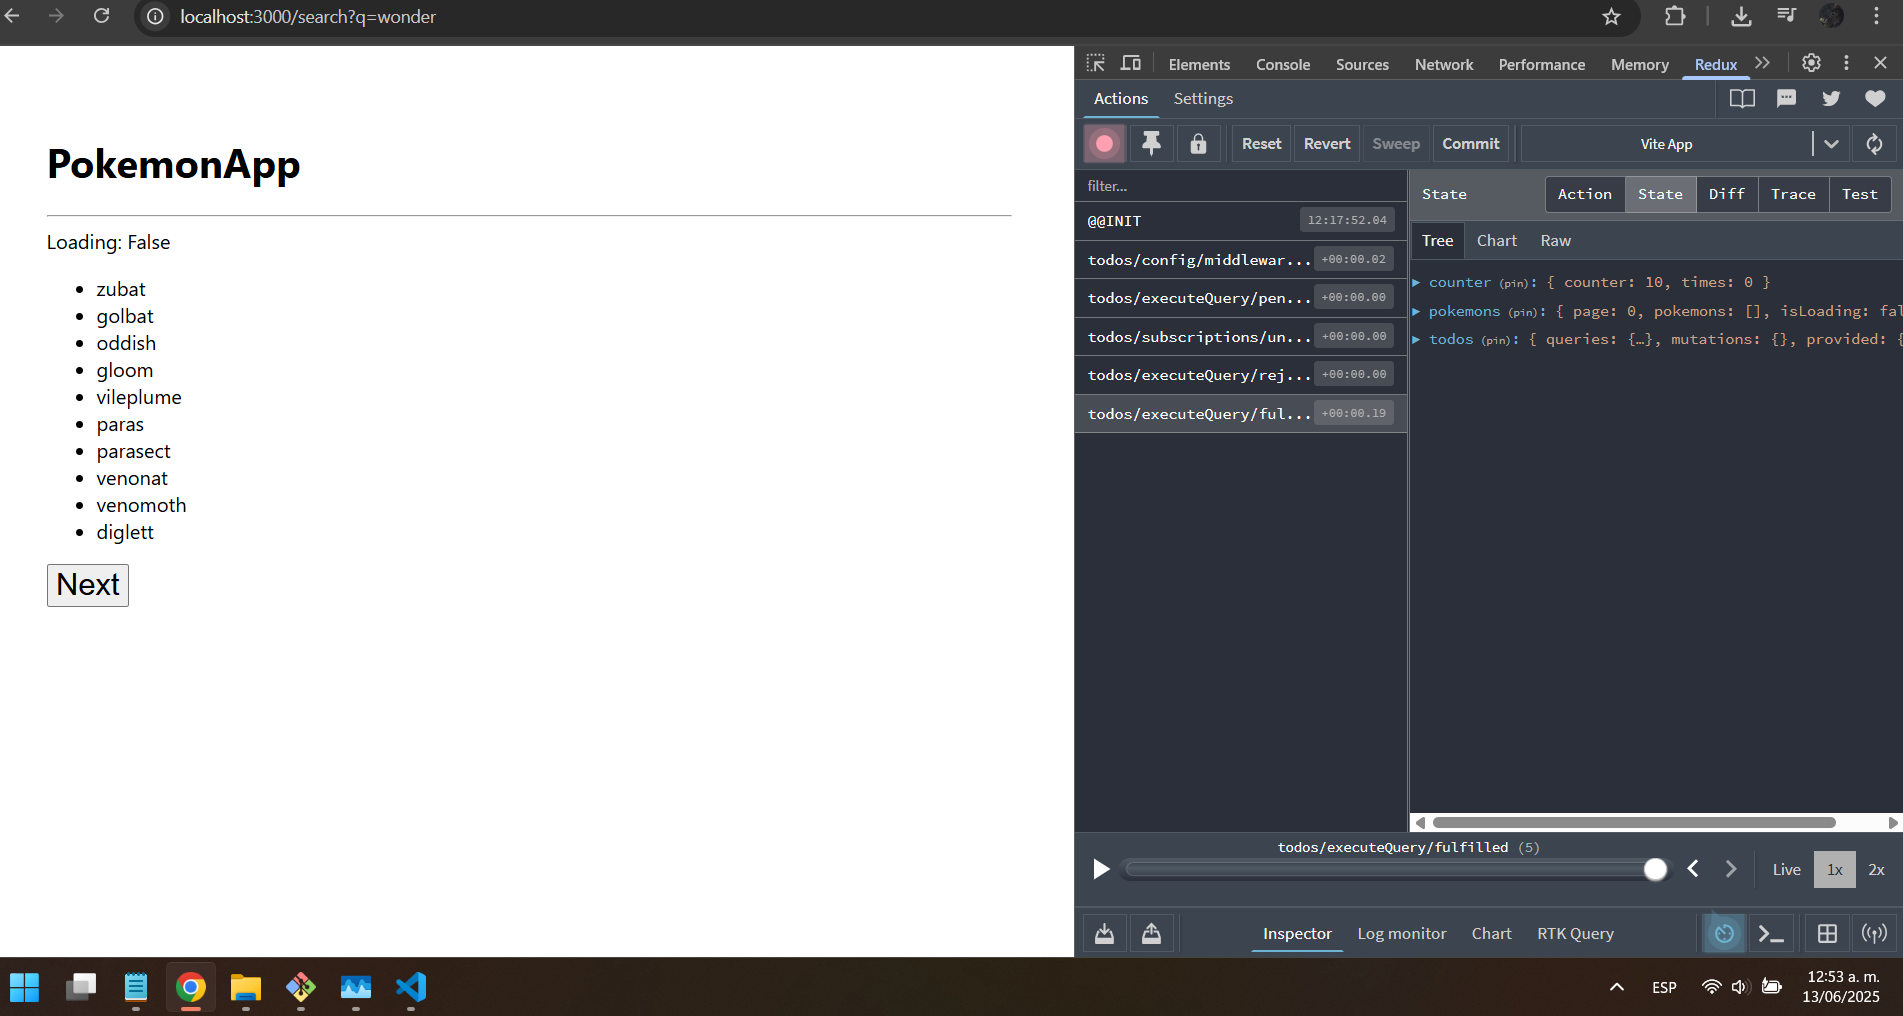 localhost:3000/search?q=wonder
Elements Console Sources Network Performance Memory Redux
Actions Settings
Reset Revert Sweep Commit Vite App
filter...
@@INIT 12:17:52.04
todos/config/middlewar... +00:00.02
todos/executeQuery/pen... +00:00.00
todos/subscriptions/un... +00:00.00
todos/executeQuery/rej... +00:00.00
todos/executeQuery/ful... +00:00.19
State Action State Diff Trace Test
Tree Chart Raw
counter (pin): { counter: 10, times: 0 }
pokemons (pin): { page: 0, pokemons: [], isLoading: fal
todos (pin): { queries: {…}, mutations: {}, provided: {
PokemonApp
Loading: False
• zubat
• golbat
• oddish
• gloom
• vileplume
• paras
• parasect
• venonat
• venomoth
• diglett
Next
todos/executeQuery/fulfilled (5)
Live 1x 2x
Inspector Log monitor Chart RTK Query
ESP
12:53 a. m.
13/06/2025